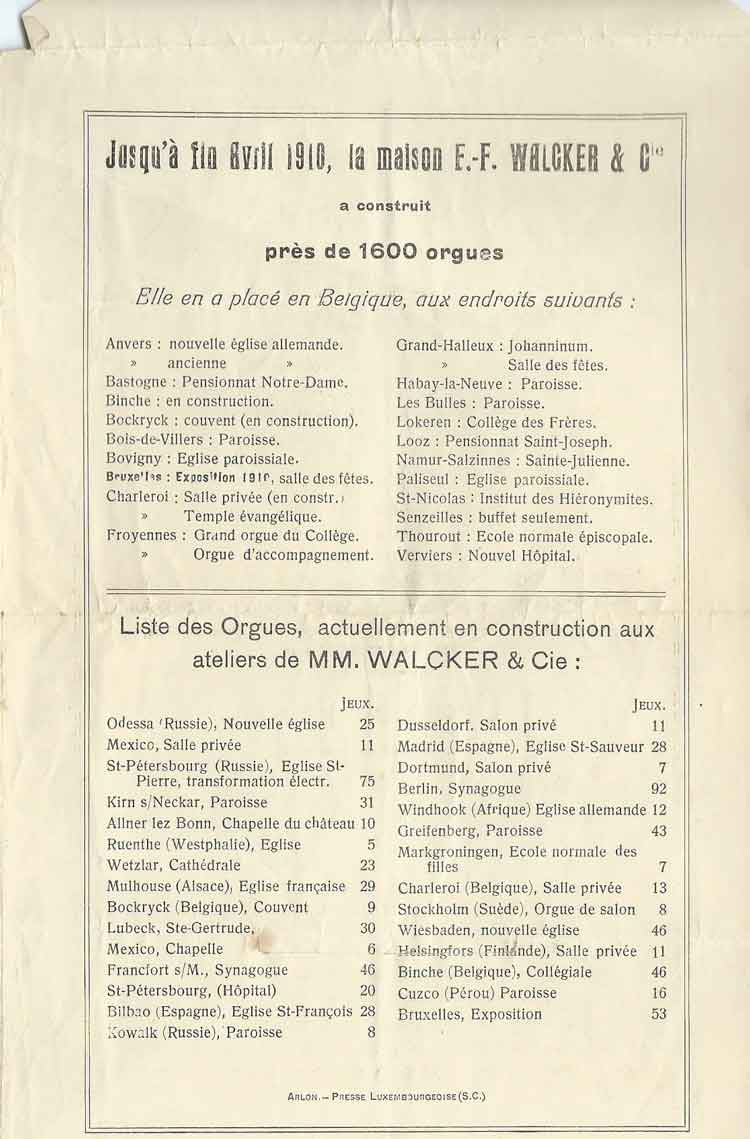 Jusqu'à fin Avril 1910, la maison E.-F. WALCKER & Cie
a construit
près de 1600 orgues
Elle en a placé en Belgique, aux endroits suivants :
Anvers : nouvelle église allemande.
» ancienne »
Bastogne : Pensionnat Notre-Dame.
Binche : en construction.
Bockryck : couvent (en construction).
Bois-de-Villers : Paroisse.
Bovigny : Eglise paroissiale.
Bruxelles : Exposition 1910, salle des fêtes.
Charleroi : Salle privée (en constr.)
» Temple évangélique.
Froyennes : Grand orgue du Collège.
» Orgue d'accompagnement.
Grand-Halleux : Johanninum.
» Salle des fêtes.
Habay-la-Neuve : Paroisse.
Les Bulles : Paroisse.
Lokeren : Collège des Frères.
Looz : Pensionnat Saint-Joseph.
Namur-Salzinnes : Sainte-Julienne.
Paliseul : Eglise paroissiale.
St-Nicolas : Institut des Hiéronymites.
Senzeilles : buffet seulement.
Thourout : Ecole normale épiscopale.
Verviers : Nouvel Hôpital.
Liste des Orgues, actuellement en construction aux
ateliers de MM. WALCKER & Cie :
JEUX.
Odessa (Russie), Nouvelle église 25
Mexico, Salle privée 11
St-Pétersbourg (Russie), Eglise St-
Pierre, transformation électr. 75
Kirn s/Neckar, Paroisse 31
Allner lez Bonn, Chapelle du château 10
Ruenthe (Westphalie), Eglise 5
Wetzlar, Cathédrale 23
Mulhouse (Alsace), Eglise française 29
Bockryck (Belgique), Couvent 9
Lubeck, Ste-Gertrude, 30
Mexico, Chapelle 6
Francfort s/M., Synagogue 46
St-Pétersbourg, (Hôpital) 20
Bilbao (Espagne), Eglise St-François 28
Kowalk (Russie), Paroisse 8
JEUX.
Dusseldorf. Salon privé 11
Madrid (Espagne), Eglise St-Sauveur 28
Dortmund, Salon privé 7
Berlin, Synagogue 92
Windhook (Afrique) Eglise allemande 12
Greifenberg, Paroisse 43
Markgroningen, Ecole normale des
filles 7
Charleroi (Belgique), Salle privée 13
Stockholm (Suède), Orgue de salon 8
Wiesbaden, nouvelle église 46
Helsingfors (Finlande), Salle privée 11
Binche (Belgique), Collégiale 46
Cuzco (Pérou) Paroisse 16
Bruxelles, Exposition 53
ARLON. — PRESSE LUXEMBOURGEOISE (S.C.)